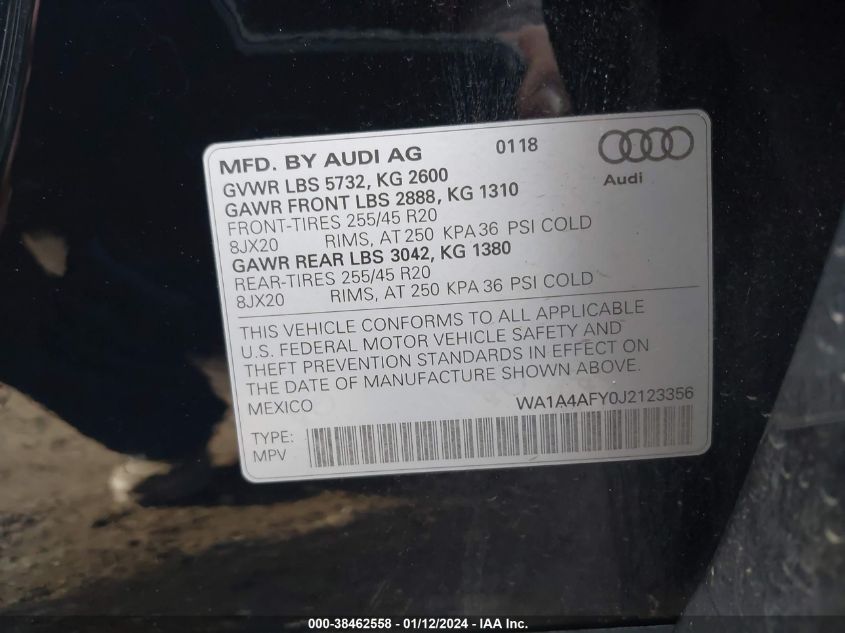 MFD. BY AUDI AG 0118
GVWR LBS 5732, KG 2600
GAWR FRONT LBS 2888, KG 1310
FRONT-TIRES 255/45 R20
8JX20 RIMS, AT 250 KPA 36 PSI COLD
GAWR REAR LBS 3042, KG 1380
REAR-TIRES 255/45 R20
8JX20 RIMS, AT 250 KPA 36 PSI COLD
Audi
THIS VEHICLE CONFORMS TO ALL APPLICABLE
U.S. FEDERAL MOTOR VEHICLE SAFETY AND
THEFT PREVENTION STANDARDS IN EFFECT ON
THE DATE OF MANUFACTURE SHOWN ABOVE.
MEXICO WA1A4AFY0J2123356
TYPE:
MPV
000-38462558 - 01/12/2024 - IAA Inc.